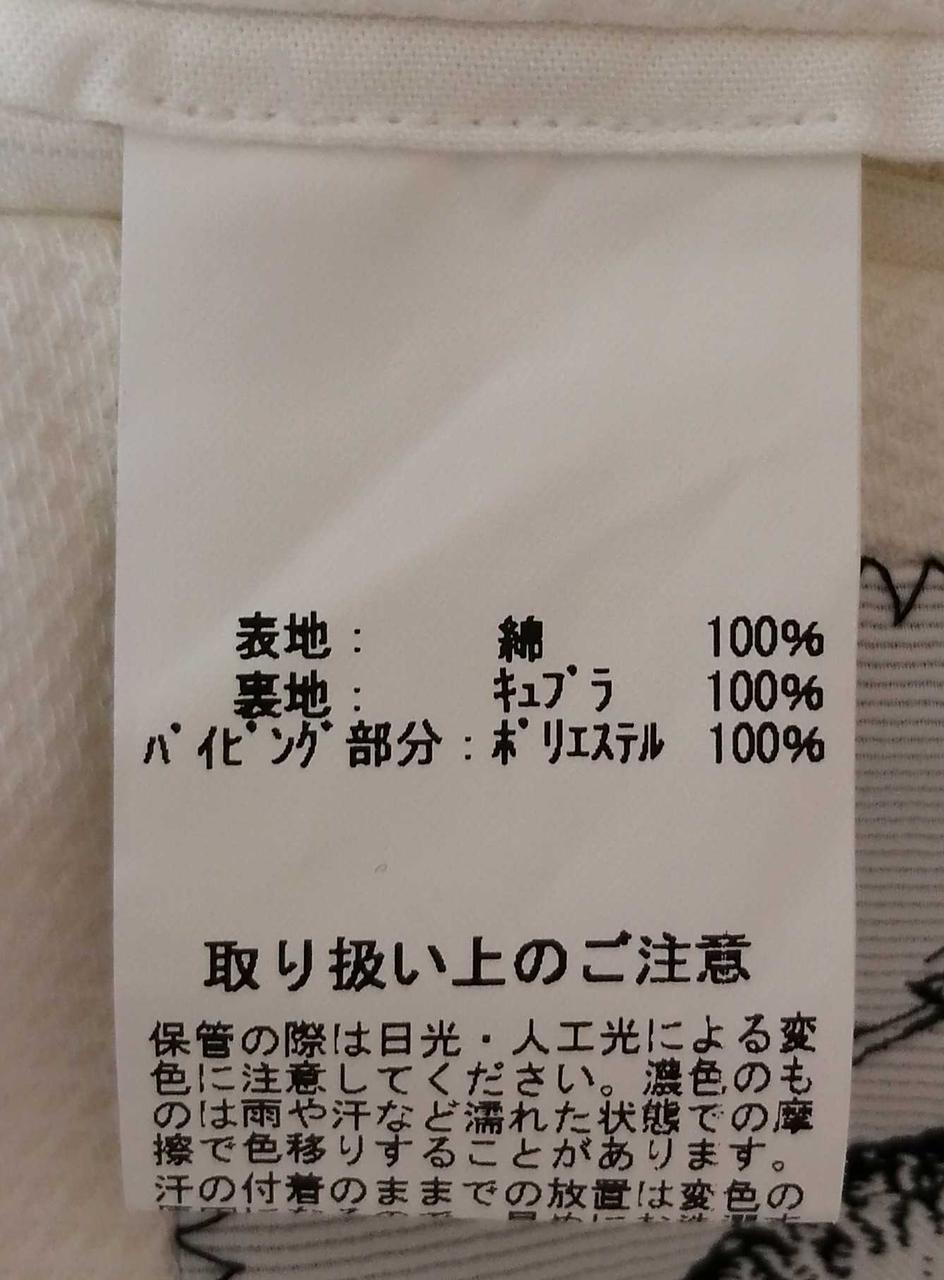 表地： 綿 100%
裏地： ｷｭﾌﾟﾗ 100%
ﾊﾟｲﾋﾟﾝｸﾞ部分：ﾎﾟﾘｴｽﾃﾙ 100%
取り扱い上のご注意
保管の際は日光・人工光による変
色に注意してください。濃色のも
のは雨や汗など濡れた状態での摩
擦で色移りすることがあります。
汗の付着のままでの放置は変色の